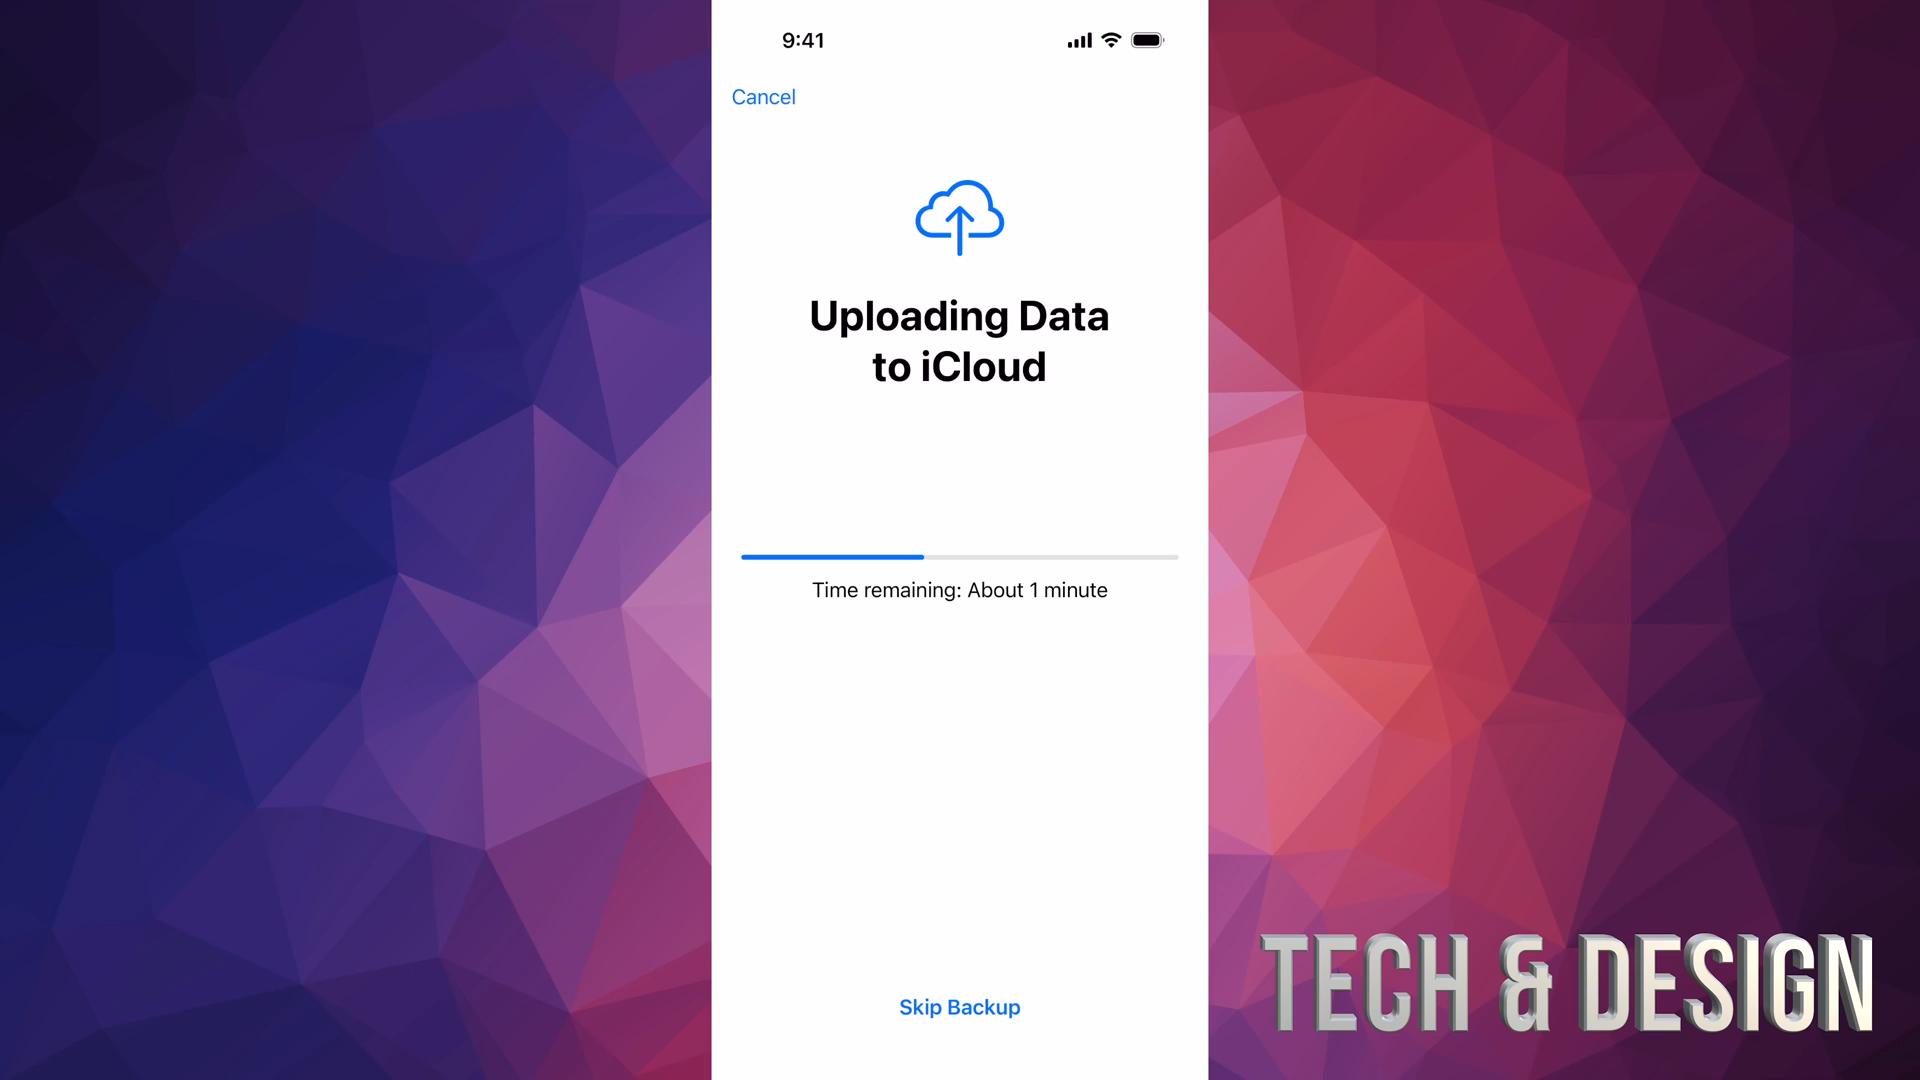 9:41
Cancel
Uploading Data
to iCloud
Time remaining: About 1 minute
Skip Backup
TECH & DESIGN